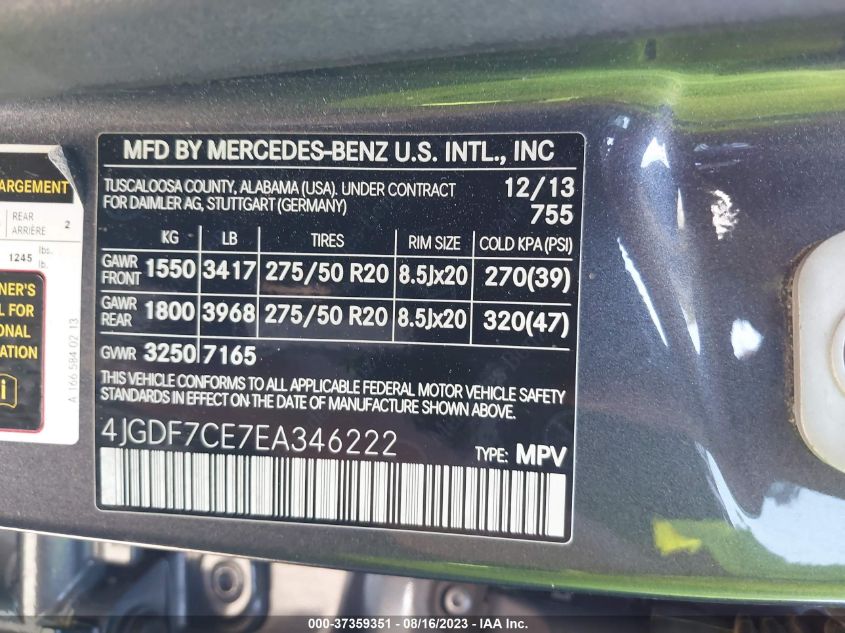 MFD BY MERCEDES-BENZ U.S. INTL., INC
TUSCALOOSA COUNTY, ALABAMA (USA). UNDER CONTRACT 12/13
FOR DAIMLER AG, STUTTGART (GERMANY) 755
KG LB TIRES RIM SIZE COLD KPA (PSI)
GAWR FRONT 1550 3417 275/50 R20 8.5Jx20 270(39)
GAWR REAR 1800 3968 275/50 R20 8.5Jx20 320(47)
GVWR 3250 7165
THIS VEHICLE CONFORMS TO ALL APPLICABLE FEDERAL MOTOR VEHICLE SAFETY
STANDARDS IN EFFECT ON THE DATE OF MANUFACTURE SHOWN ABOVE.
4JGDF7CE7EA346222 TYPE: MPV
REAR
ARRIÈRE 2
1245 lbs.
lb.
FOR
A 166 584 02 13
000-37359351 | 08/16/2023 - IAA Inc.